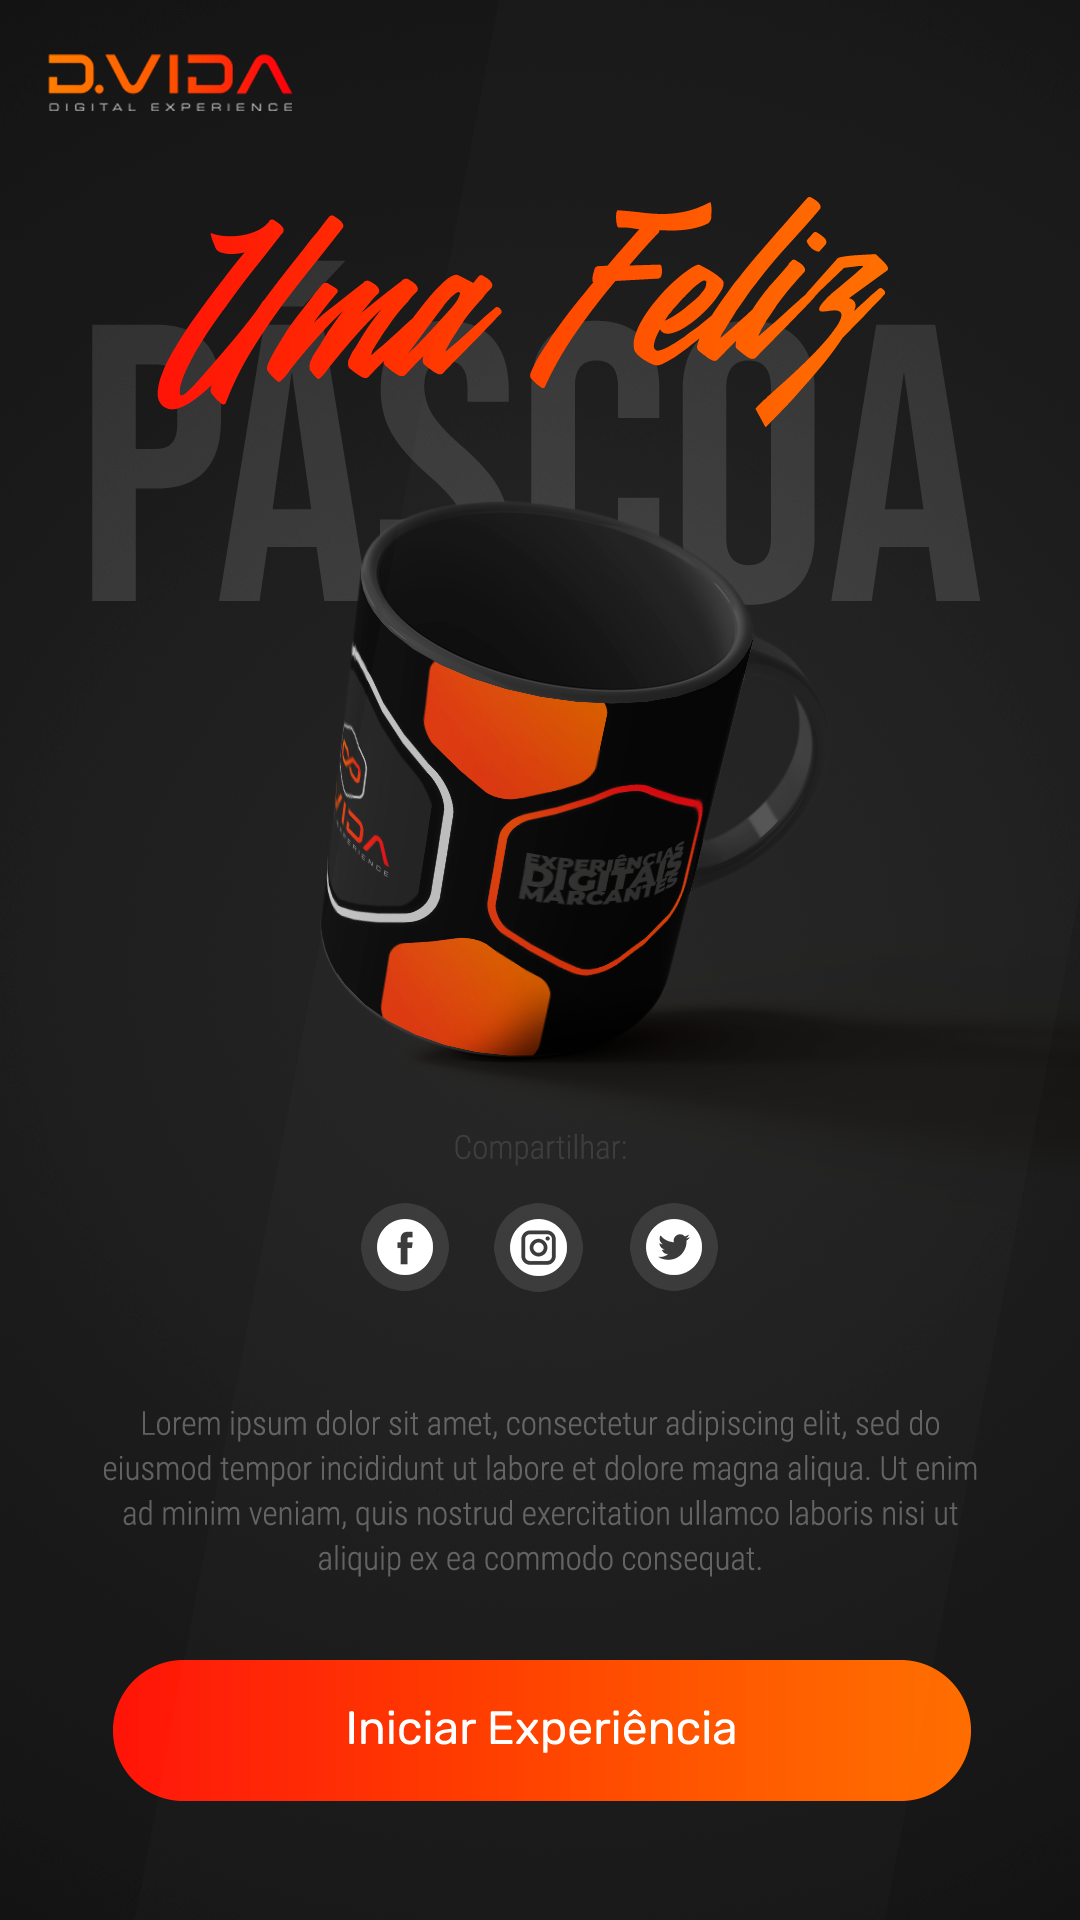 D.VIDA
DIGITAL EXPERIENCE
Uma Feliz
PÁSCOA
VIDA
EXPERIÊNCIAS
DIGITAIS
MARCANTES
Compartilhar:
Lorem ipsum dolor sit amet, consectetur adipiscing elit, sed do
eiusmod tempor incididunt ut labore et dolore magna aliqua. Ut enim
ad minim veniam, quis nostrud exercitation ullamco laboris nisi ut
aliquip ex ea commodo consequat.
Iniciar Experiência